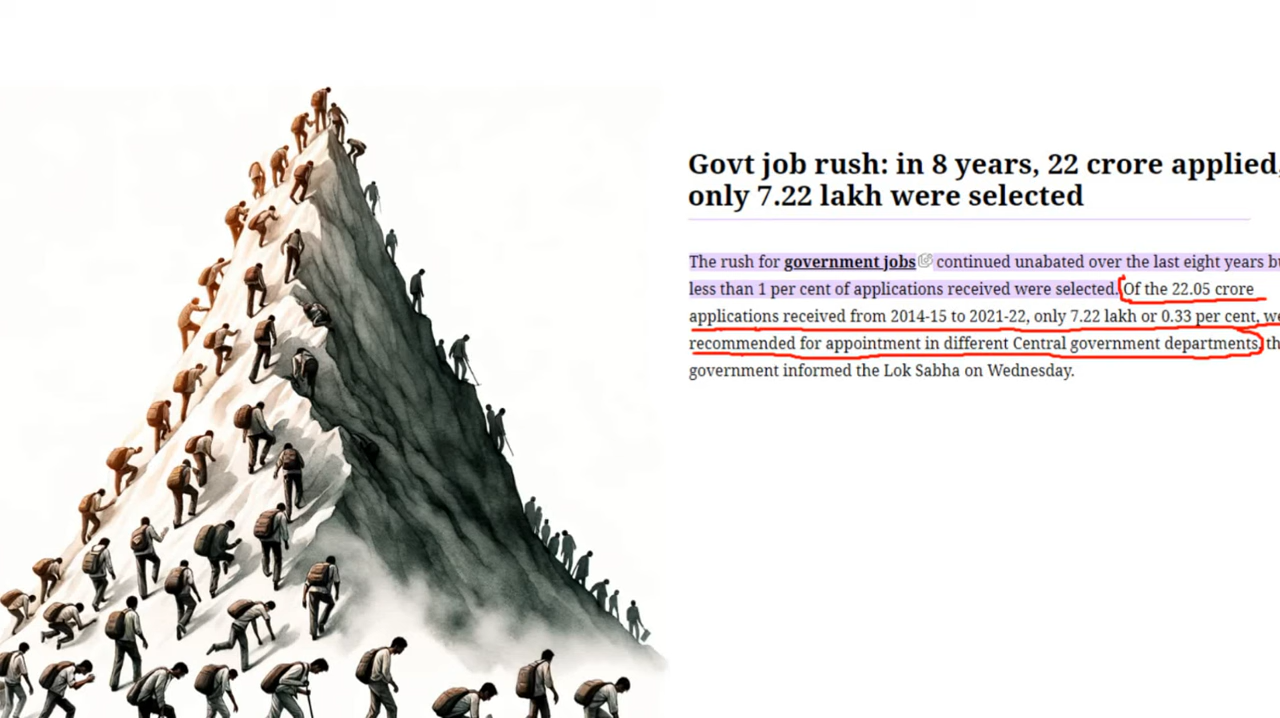 Govt job rush: in 8 years, 22 crore applied,
only 7.22 lakh were selected
The rush for government jobs continued unabated over the last eight years
less than 1 per cent of applications received were selected. Of the 22.05 crore
applications received from 2014-15 to 2021-22, only 7.22 lakh or 0.33 per cent,
recommended for appointment in different Central government departments,
government informed the Lok Sabha on Wednesday.